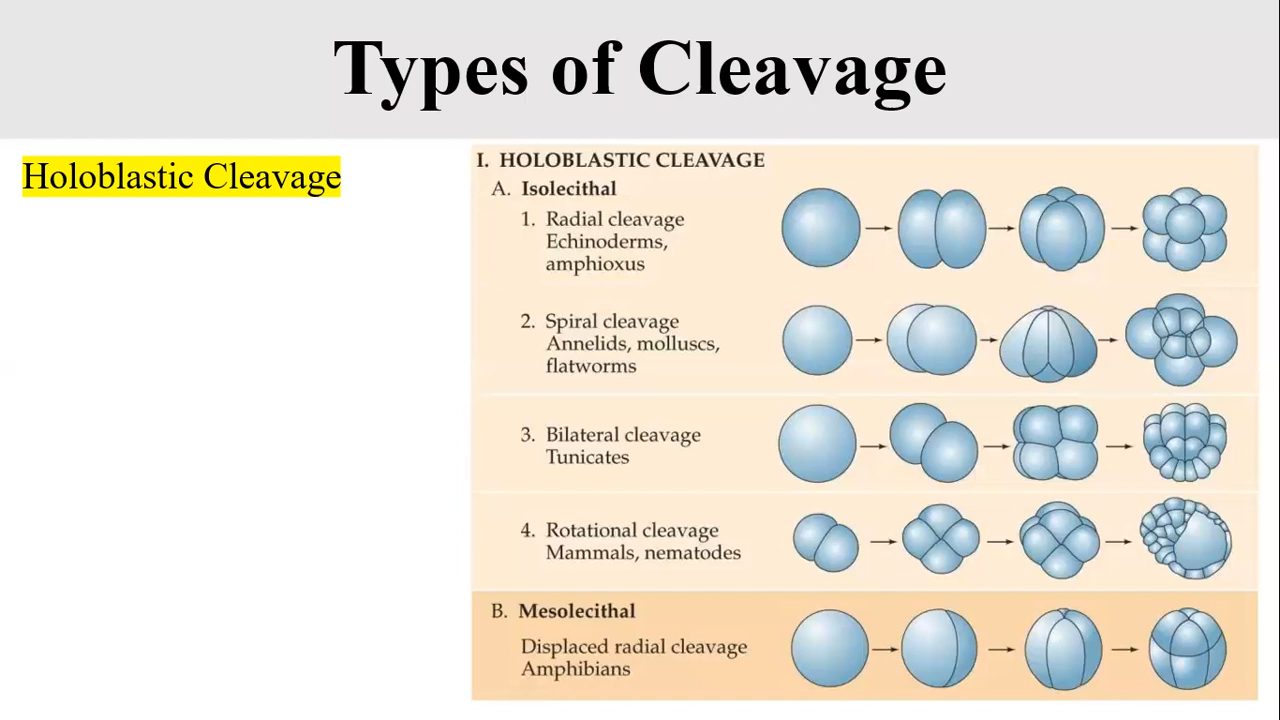 Types of Cleavage
Holoblastic Cleavage
I. HOLOBLASTIC CLEAVAGE
A. Isolecithal
1. Radial cleavage
Echinoderms,
amphioxus
2. Spiral cleavage
Annelids, molluscs,
flatworms
3. Bilateral cleavage
Tunicates
4. Rotational cleavage
Mammals, nematodes
B. Mesolecithal
Displaced radial cleavage
Amphibians